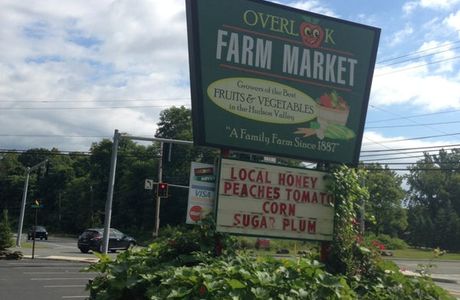 OVERLOOK
FARM MARKET
Growers of the Best
FRUITS & VEGETABLES
in the Hudson Valley
"A Family Farm Since 1887"
LOCAL HONEY
PEACHES TOMATO
CORN
SUGAR PLUM
VISA